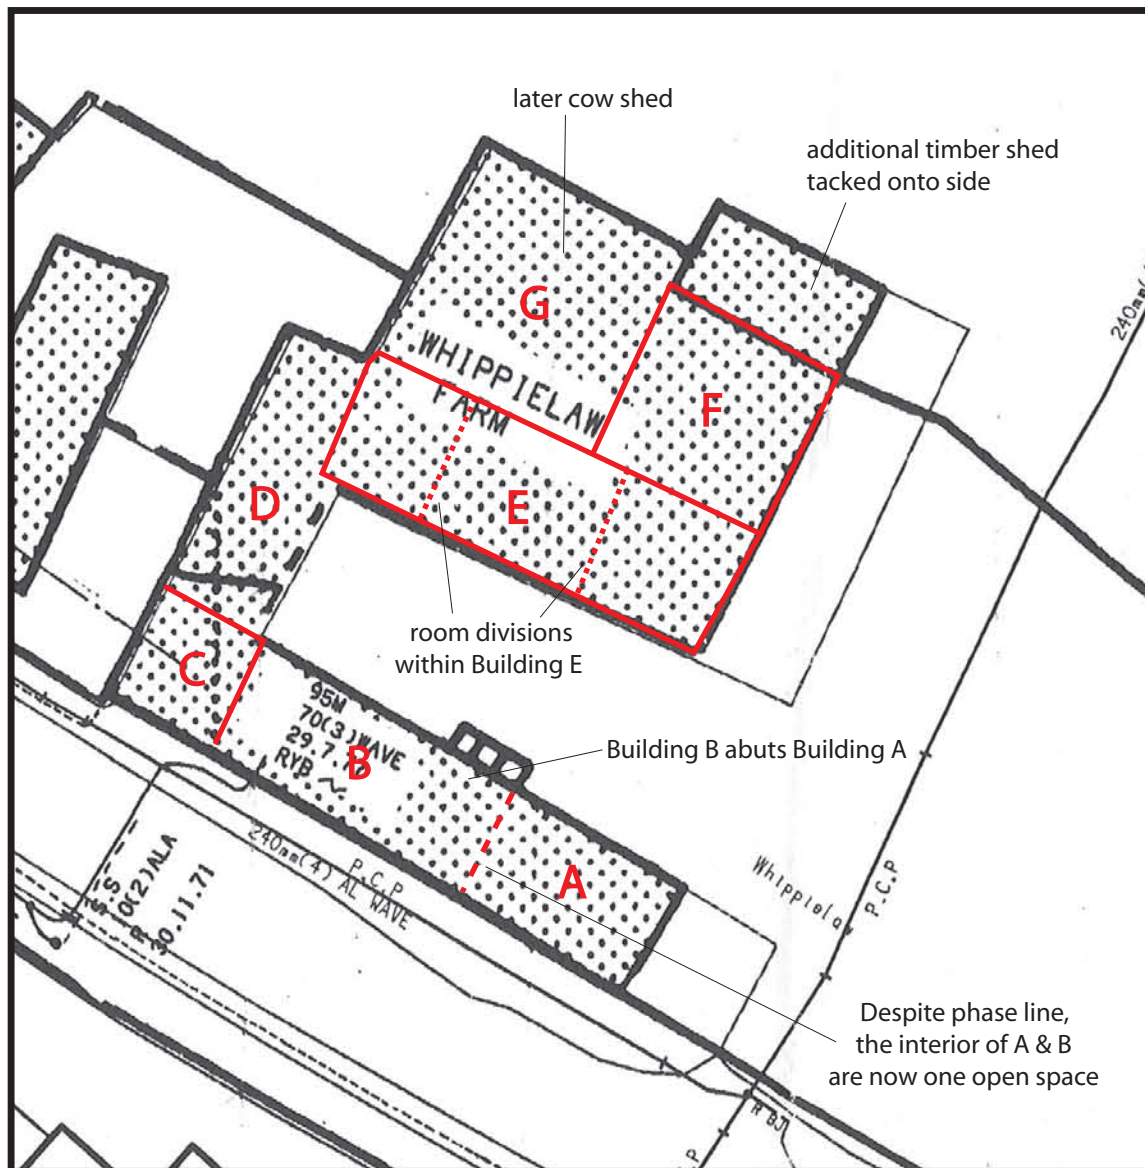 later cow shed
additional timber shed
tacked onto side
240mm(
G
WHIPPIELAW
FARM
F
D
E
room divisions
within Building E
C
95M
70(3)WAVE
29.7.77
RYB
B
Building B abuts Building A
A
P.C.P
240mm(4) AL WAVE
30.11.71
P.C.P
Despite phase line,
the interior of A & B
are now one open space
P